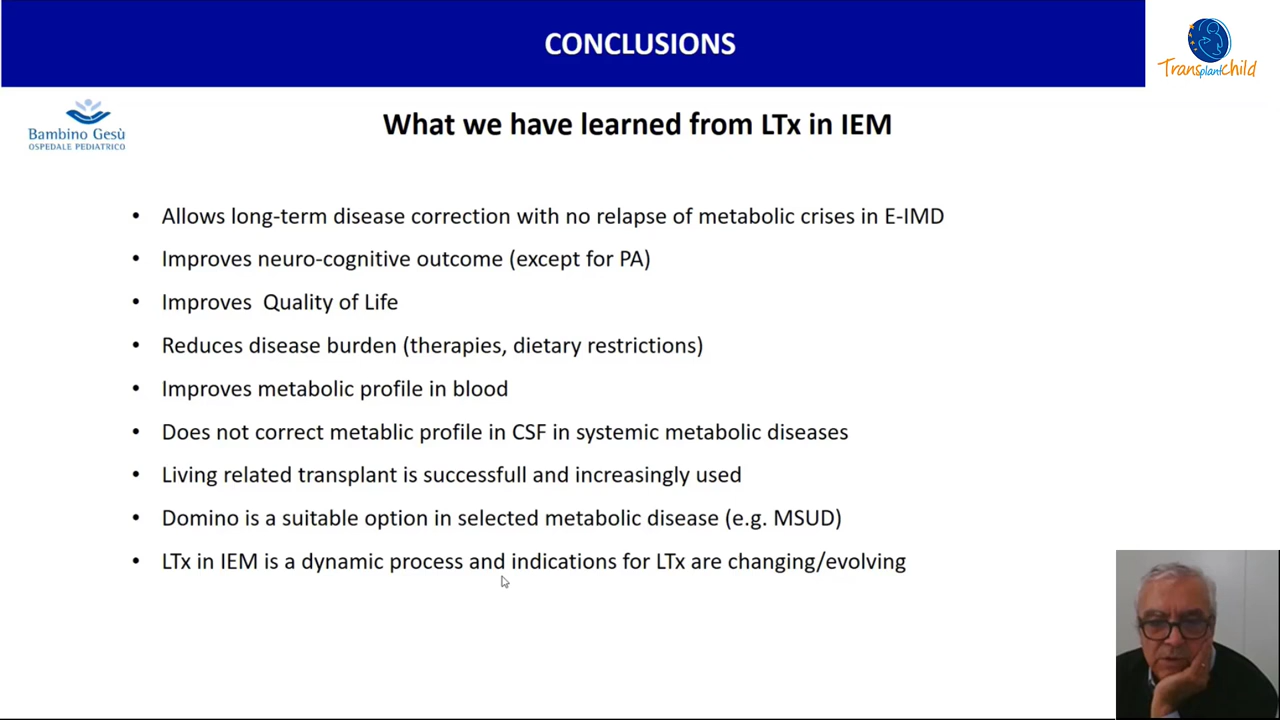 CONCLUSIONS
TransplantChild
Bambino Gesù
OSPEDALE PEDIATRICO
What we have learned from LTx in IEM
• Allows long-term disease correction with no relapse of metabolic crises in E-IMD
• Improves neuro-cognitive outcome (except for PA)
• Improves  Quality of Life
• Reduces disease burden (therapies, dietary restrictions)
• Improves metabolic profile in blood
• Does not correct metablic profile in CSF in systemic metabolic diseases
• Living related transplant is successfull and increasingly used
• Domino is a suitable option in selected metabolic disease (e.g. MSUD)
• LTx in IEM is a dynamic process and indications for LTx are changing/evolving